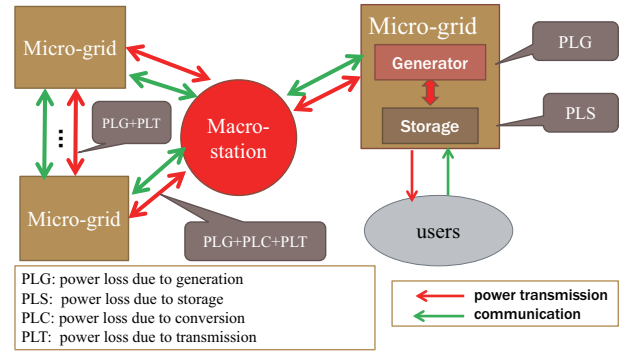 Micro-grid
Micro-grid
Generator
PLG
Storage
PLS
Macro-
station
...
PLG+PLT
Micro-grid
PLG+PLC+PLT
users
PLG: power loss due to generation
PLS: power loss due to storage
PLC: power loss due to conversion
PLT: power loss due to transmission
power transmission
communication